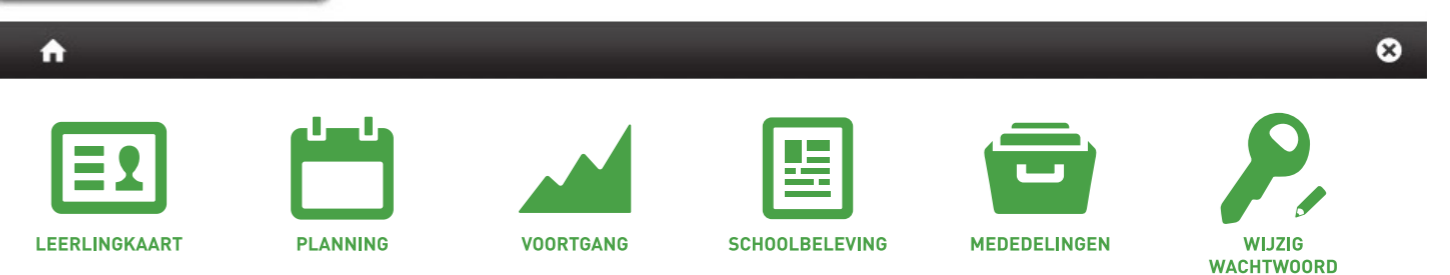 LEERLINGKAART
PLANNING
VOORTGANG
SCHOOLBELEVING
MEDEDELINGEN
WIJZIG
WACHTWOORD